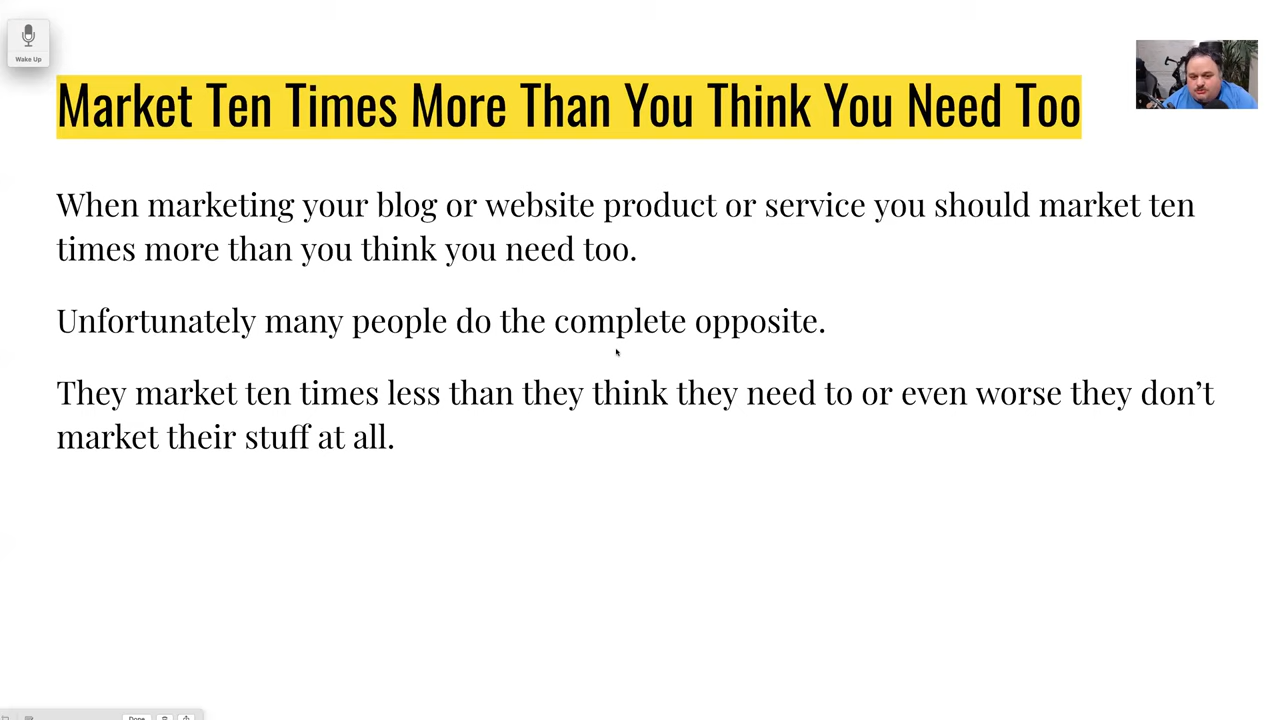 Wake Up
Market Ten Times More Than You Think You Need Too
When marketing your blog or website product or service you should market ten
times more than you think you need too.
Unfortunately many people do the complete opposite.
They market ten times less than they think they need to or even worse they don’t
market their stuff at all.
Done